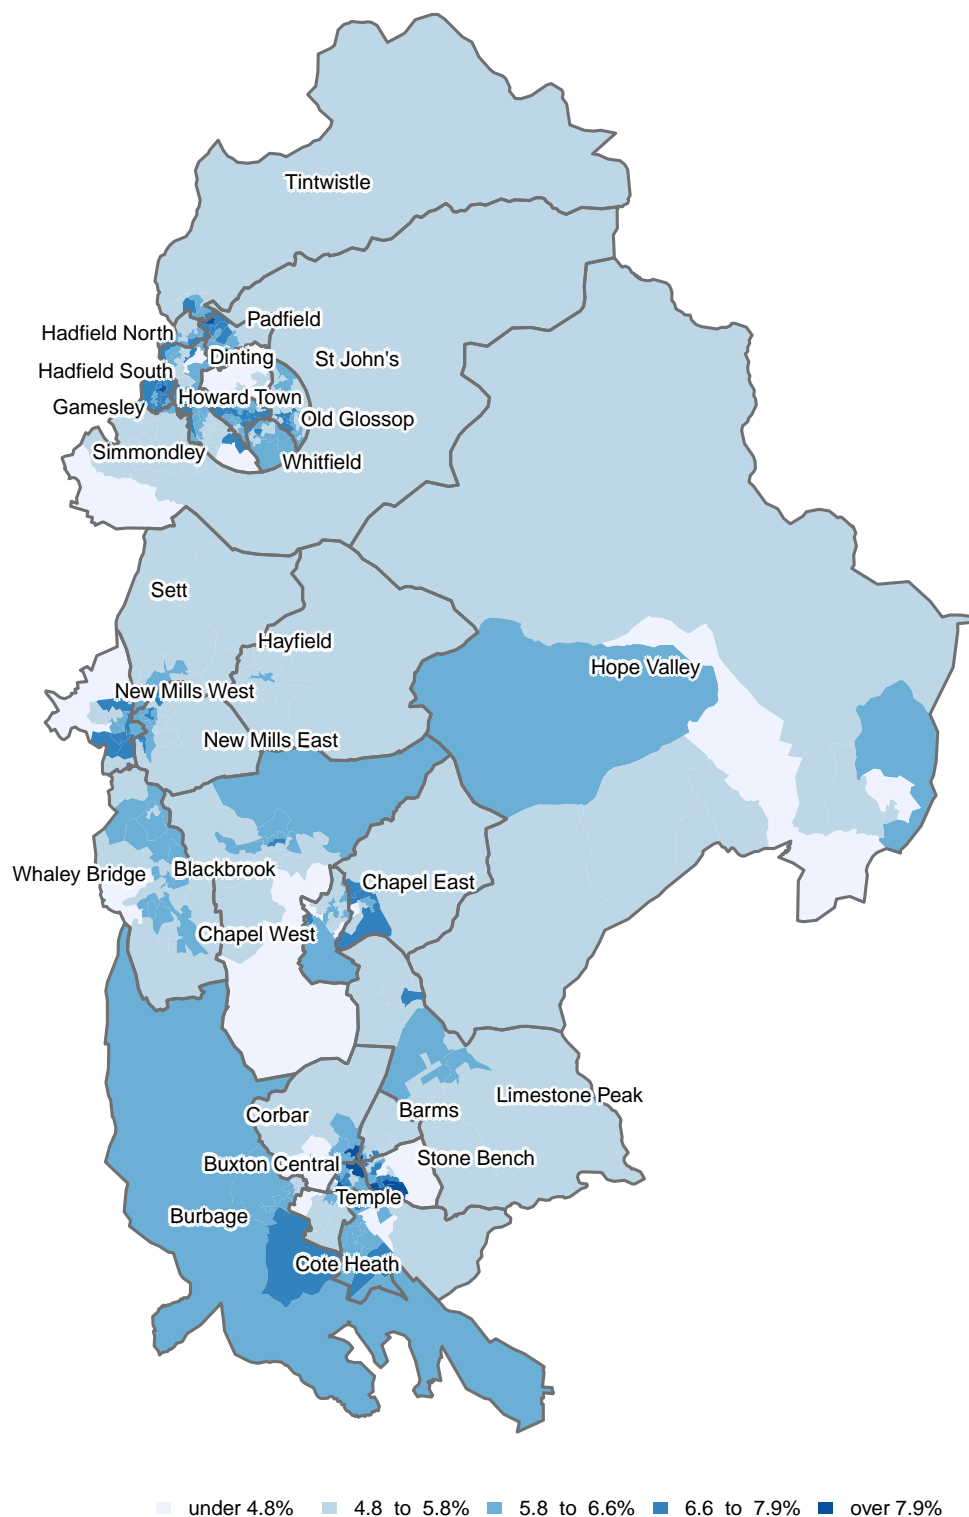 Tintwistle
Padfield
Hadfield North
Dinting
St John's
Hadfield South
Howard Town
Gamesley
Old Glossop
Simmondley
Whitfield
Sett
Hayfield
Hope Valley
New Mills West
New Mills East
Whaley Bridge
Blackbrook
Chapel East
Chapel West
Limestone Peak
Corbar
Barms
Buxton Central
Stone Bench
Temple
Burbage
Cote Heath
under 4.8% 4.8 to 5.8% 5.8 to 6.6% 6.6 to 7.9% over 7.9%